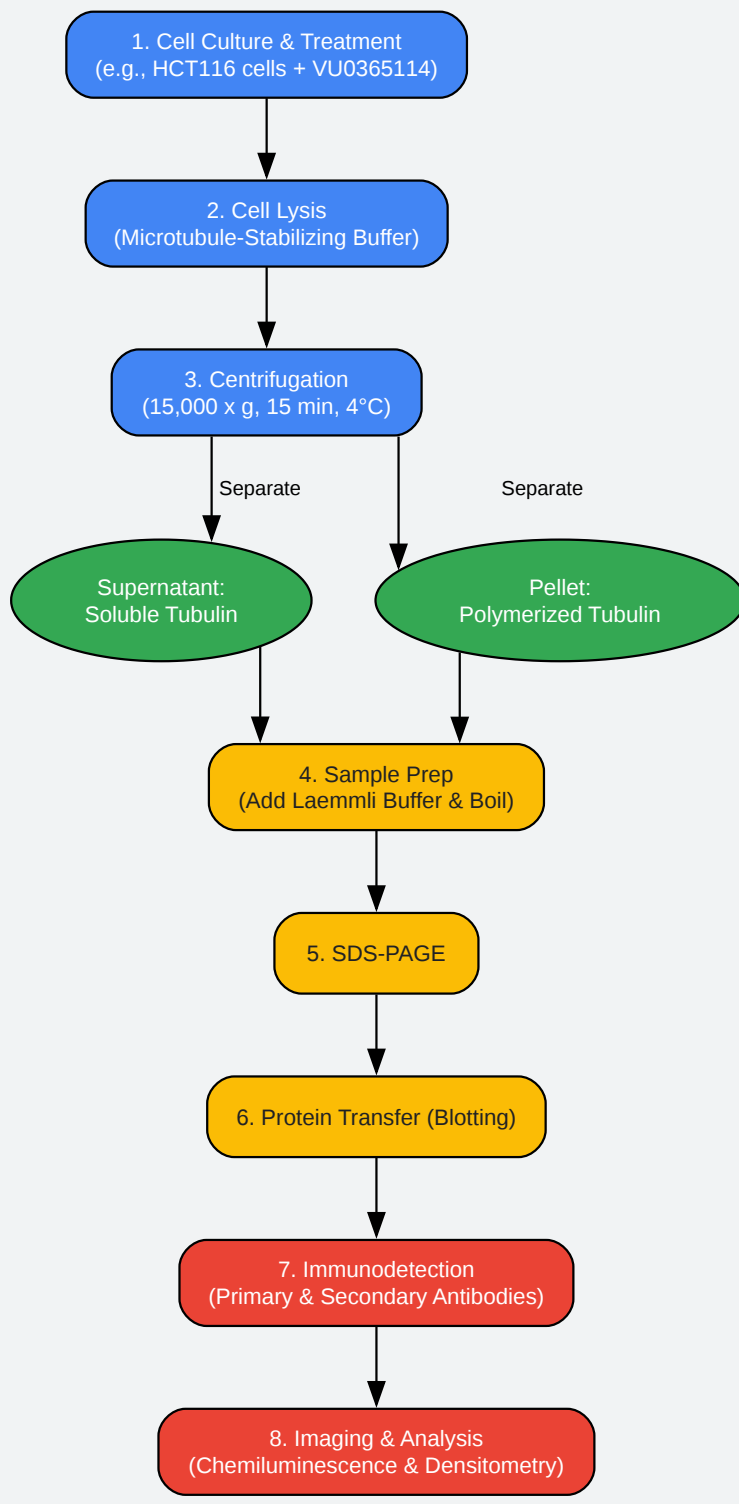 1. Cell Culture & Treatment
(e.g., HCT116 cells + VU0365114)
2. Cell Lysis
(Microtubule-Stabilizing Buffer)
3. Centrifugation
(15,000 x g, 15 min, 4°C)
Separate
Separate
Supernatant:
Soluble Tubulin
Pellet:
Polymerized Tubulin
4. Sample Prep
(Add Laemmli Buffer & Boil)
5. SDS-PAGE
6. Protein Transfer (Blotting)
7. Immunodetection
(Primary & Secondary Antibodies)
8. Imaging & Analysis
(Chemiluminescence & Densitometry)